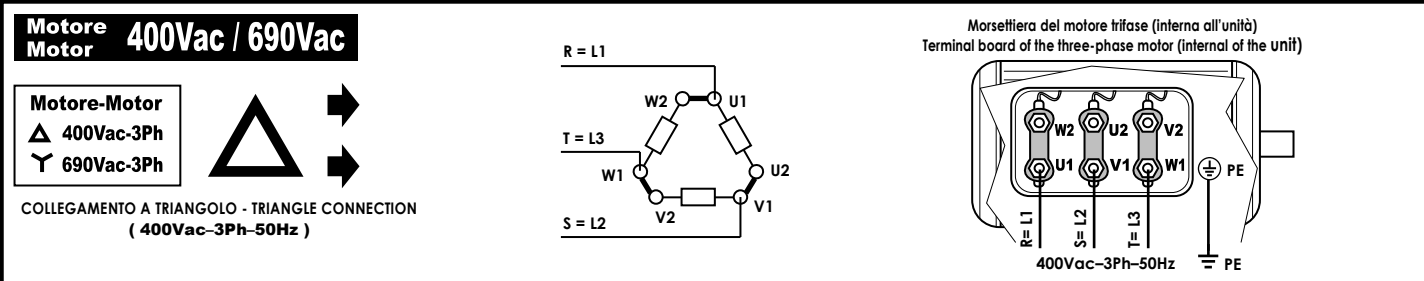 Motore
Motor
400Vac / 690Vac
Motore-Motor
400Vac-3Ph
690Vac-3Ph
COLLEGAMENTO A TRIANGOLO - TRIANGLE CONNECTION
( 400Vac–3Ph–50Hz )
R = L1
W2
U1
T = L3
W1
U2
V2
V1
S = L2
Morsettiera del motore trifase (interna all'unità)
Terminal board of the three-phase motor (internal of the unit)
W2
U2
V2
U1
V1
W1
PE
R= L1
S= L2
T= L3
400Vac–3Ph–50Hz
PE